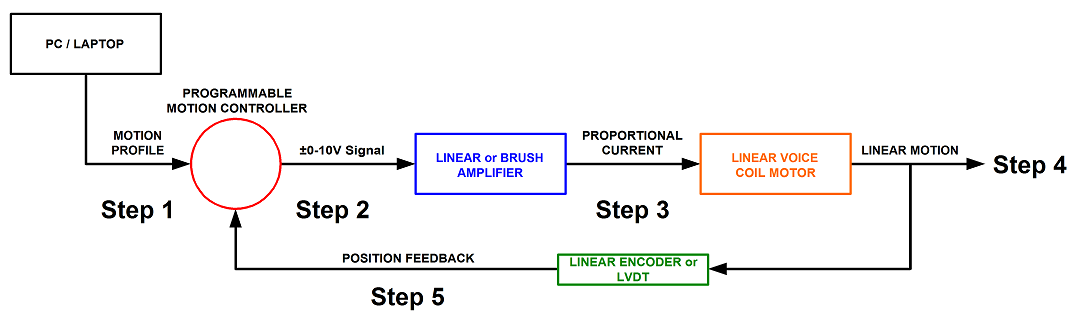 PC / LAPTOP
PROGRAMMABLE
MOTION CONTROLLER
MOTION
PROFILE
±0-10V Signal
LINEAR or BRUSH
AMPLIFIER
PROPORTIONAL
CURRENT
LINEAR VOICE
COIL MOTOR
LINEAR MOTION
Step 4
Step 1
Step 2
Step 3
POSITION FEEDBACK
LINEAR ENCODER or
LVDT
Step 5